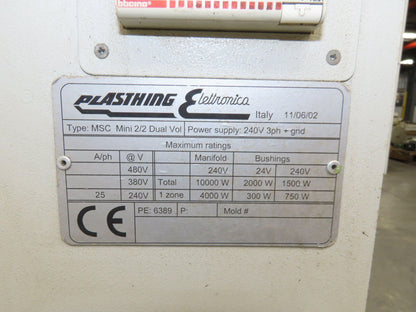 bticino
PLASTHING Elettronica
Italy 11/06/02
Type: MSC Mini 2/2 Dual Vol Power supply: 240V 3ph + gnd
Maximum ratings
A/ph @ V Manifold Bushings
480V 240V 24V 240V
380V Total 10000 W 2000 W 1500 W
25 240V 1 zone 4000 W 300 W 750 W
CE PE: 6389 P: Mold #